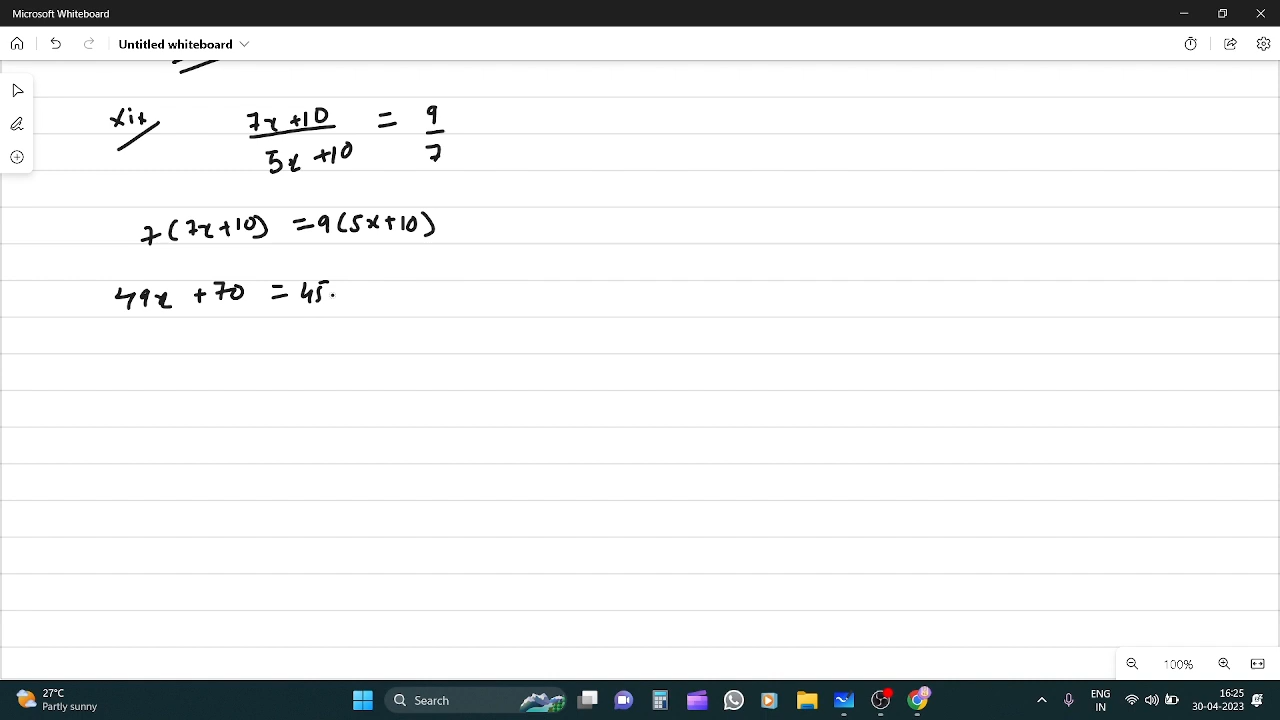 Microsoft Whiteboard
Untitled whiteboard
7x+10 = 9
5x+10 7
7(7x+10) =9(5x+10)
49x +70 =45
100%
27°C
Partly sunny
Search
ENG
IN
16:25
30-04-2023